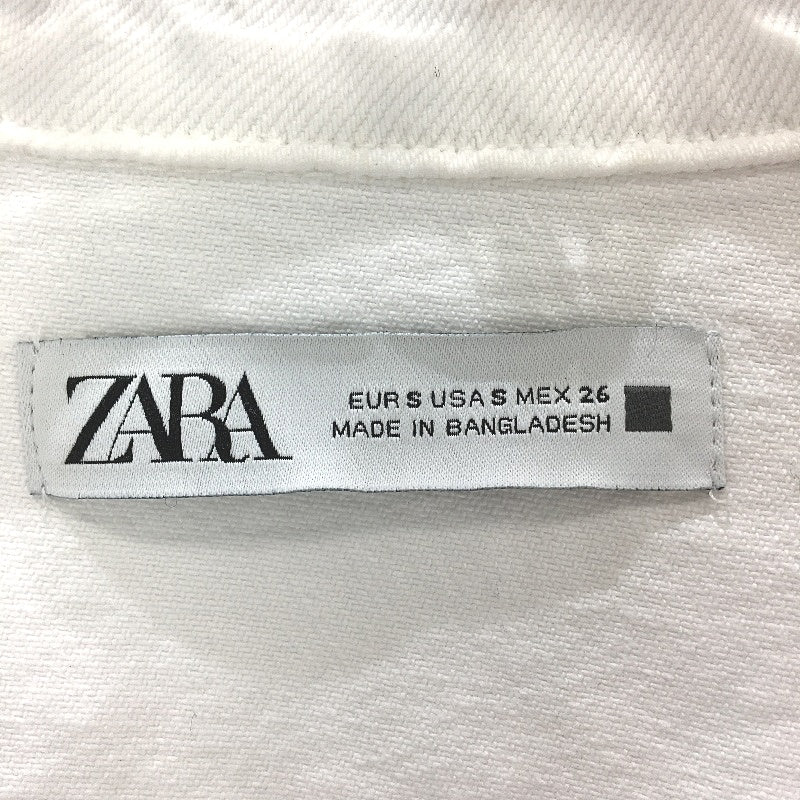 ZARA
EUR S USA S MEX 26
MADE IN BANGLADESH